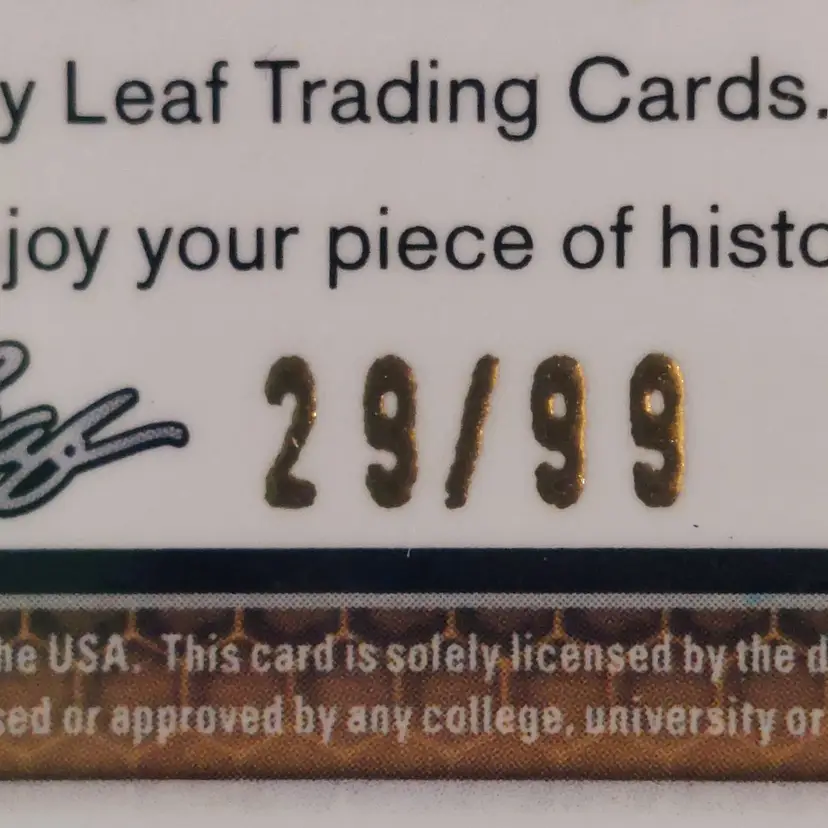 y Leaf Trading Cards.
joy your piece of histo
29/99
he USA. This card is solely licensed by the d
sed or approved by any college, university or